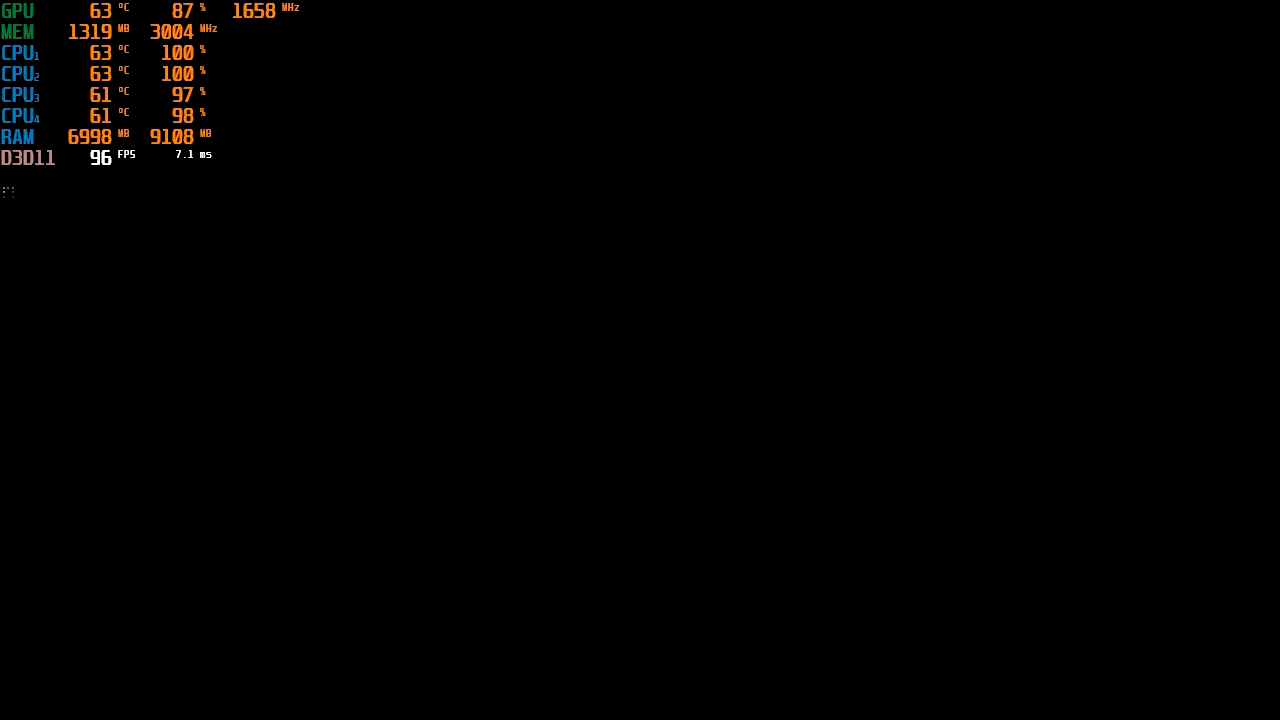 GPU 63 °C 87 % 1658 MHz
MEM 1319 MB 3004 MHz
CPU1 63 °C 100 %
CPU2 63 °C 100 %
CPU3 61 °C 97 %
CPU4 61 °C 98 %
RAM 6998 MB 9108 MB
D3D11 96 FPS 7.1 ms